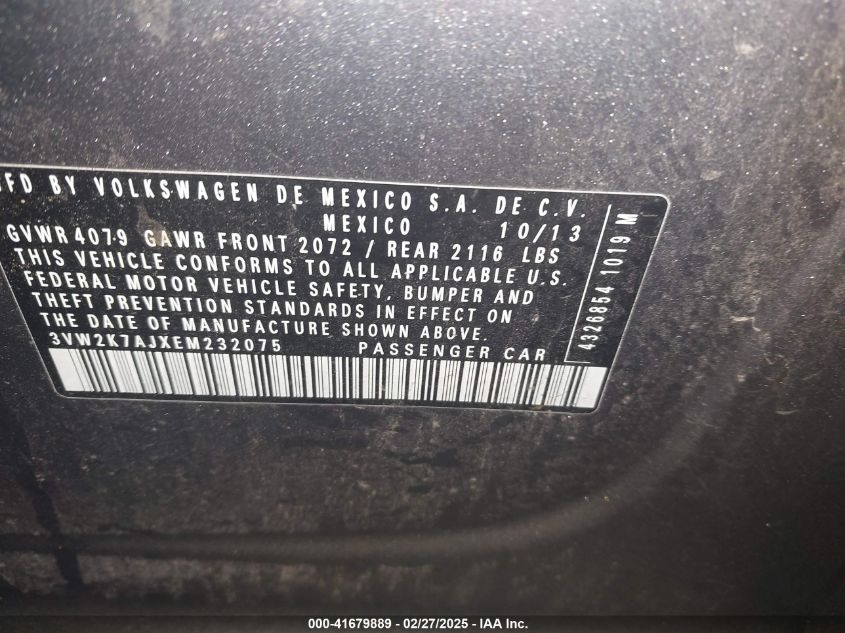 MFD BY VOLKSWAGEN DE MEXICO S.A. DE C.V.
MEXICO 10/13
GVWR 4079 GAWR FRONT 2072 / REAR 2116 LBS
THIS VEHICLE CONFORMS TO ALL APPLICABLE U.S.
FEDERAL MOTOR VEHICLE SAFETY, BUMPER AND
THEFT PREVENTION STANDARDS IN EFFECT ON
THE DATE OF MANUFACTURE SHOWN ABOVE.
3VW2K7AJXEM232075 PASSENGER CAR
4326854 1019 M
000-41679889 - 02/27/2025 - IAA Inc.